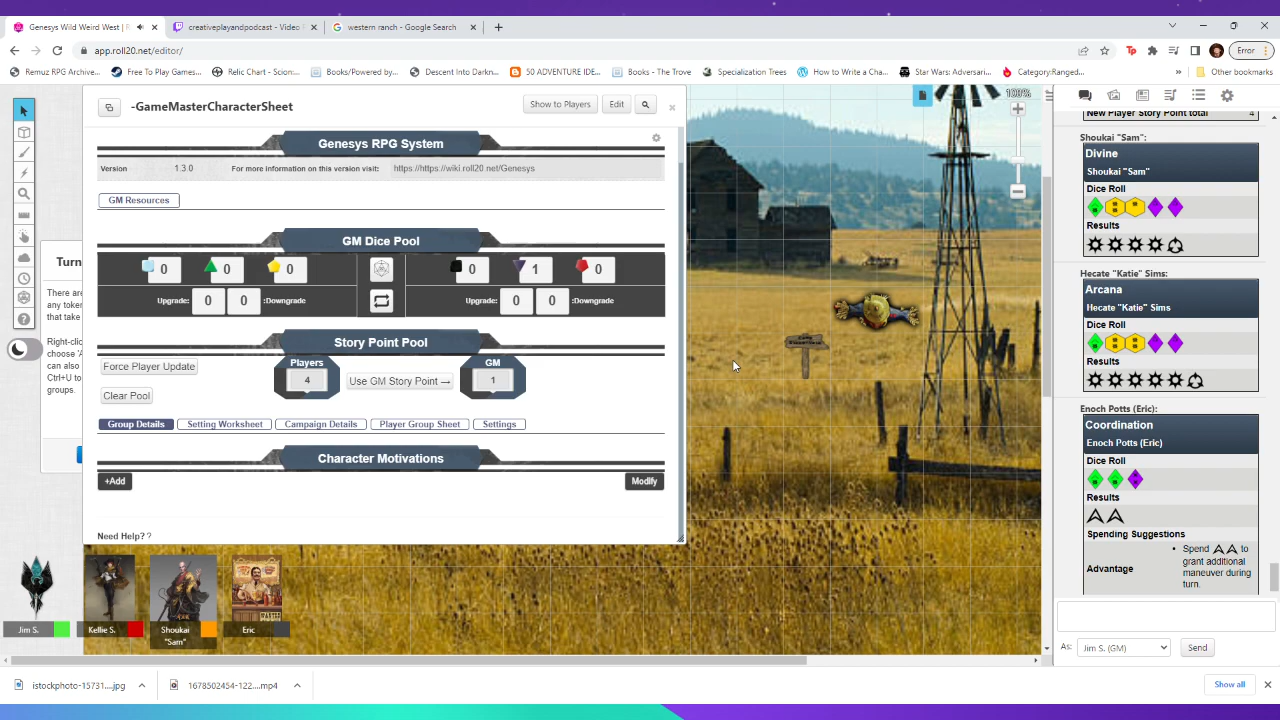 Genesys Wild Weird West | R
creativeplayandpodcast - Video F
western ranch - Google Search
app.roll20.net/editor/
Error
Remuz RPG Archive...
Free To Play Games...
Relic Chart - Scion:...
Books/Powered by...
Descent Into Darkn...
50 ADVENTURE IDE...
Books - The Trove
Specialization Trees
How to Write a Cha...
Star Wars: Adversari...
Category:Ranged...
Other bookmarks
-GameMasterCharacterSheet
Show to Players
Edit
100%
Genesys RPG System
Version 1.3.0 For more information on this version visit: https://https://wiki.roll20.net/Genesys
GM Resources
GM Dice Pool
0 0 0 0 1 0
Upgrade: 0 0 :Downgrade Upgrade: 0 0 :Downgrade
Story Point Pool
Force Player Update
Players
4
Use GM Story Point →
GM
1
Clear Pool
Group Details
Setting Worksheet
Campaign Details
Player Group Sheet
Settings
Character Motivations
+Add
Modify
Need Help? ?
Turn
There are
any token
that take
Right-clic
choose 'A
can also
Ctrl+U to
groups.
Jim S.
Kellie S.
Shoukai
"Sam"
Eric
New Player Story Point total 4
Shoukai "Sam":
Divine
Shoukai "Sam"
Dice Roll
Results
Hecate "Katie" Sims:
Arcana
Hecate "Katie" Sims
Dice Roll
Results
Enoch Potts (Eric):
Coordination
Enoch Potts (Eric)
Dice Roll
Results
Spending Suggestions
Advantage
• Spend to
grant additional
maneuver during
turn.
As:
Jim S. (GM)
Send
istockphoto-15731....jpg
1678502454-122....mp4
Show all